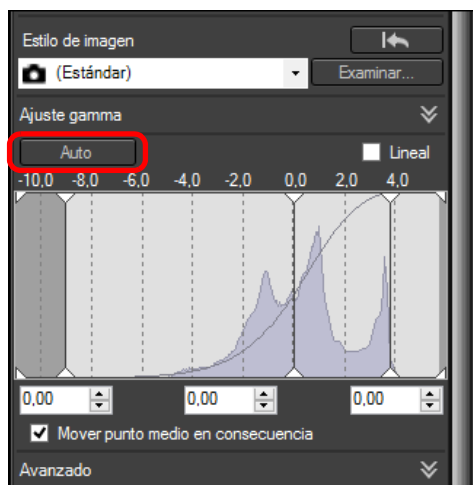 Estilo de imagen
(Estándar) Examinar...
Ajuste gamma
Auto Lineal
-10,0 -8,0 -6,0 -4,0 -2,0 0,0 2,0 4,0
0,00 0,00 0,00
Mover punto medio en consecuencia
Avanzado